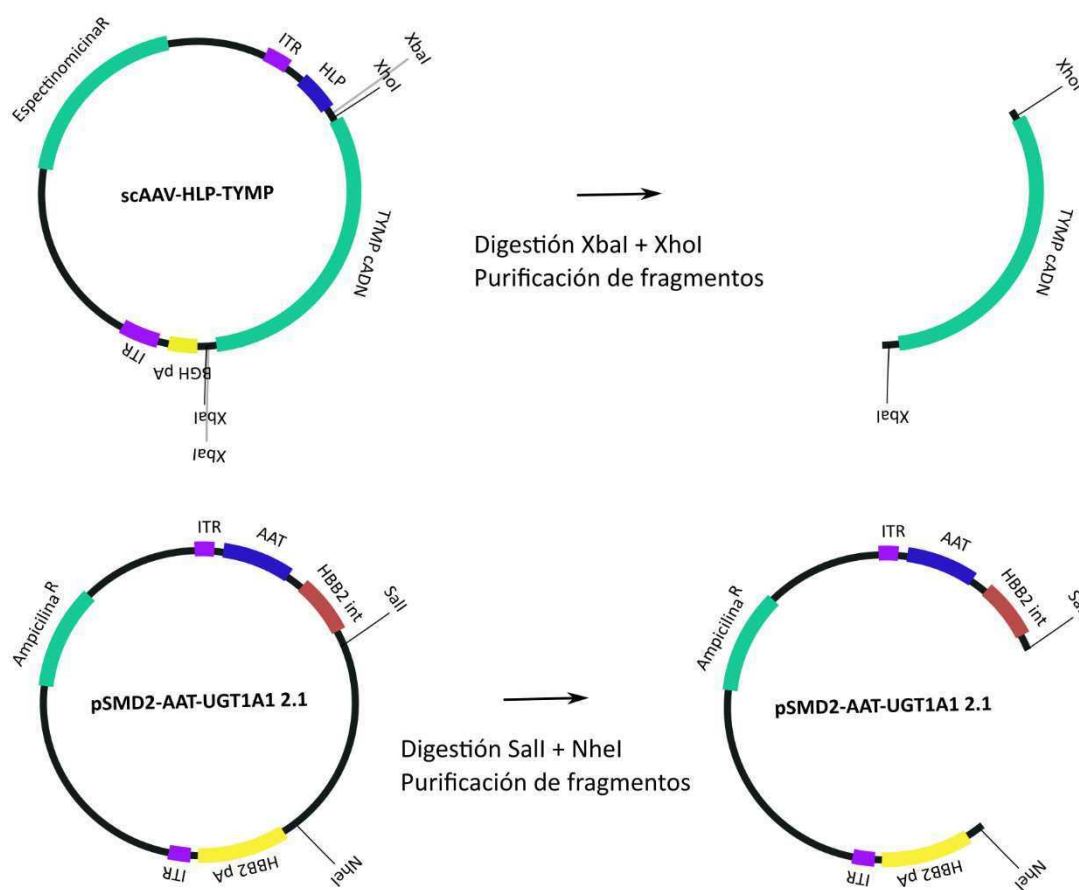 EspectinomicinaR
ITR
HLP
XbaI
XhoI
scAAV-HLP-TYMP
TYMP cADN
ITR
BGH pA
XbaI
XbaI
Digestión XbaI + XhoI
Purificación de fragmentos
XhoI
TYMP cADN
XbaI
ITR
AAT
HBB2 int
SalI
Ampicilina R
pSMD2-AAT-UGT1A1 2.1
ITR
HBB2 pA
NheI
Digestión SalI + NheI
Purificación de fragmentos
ITR
AAT
HBB2 int
Sa
Ampicilina R
pSMD2-AAT-UGT1A1 2.1
ITR
HBB2 pA
NheI